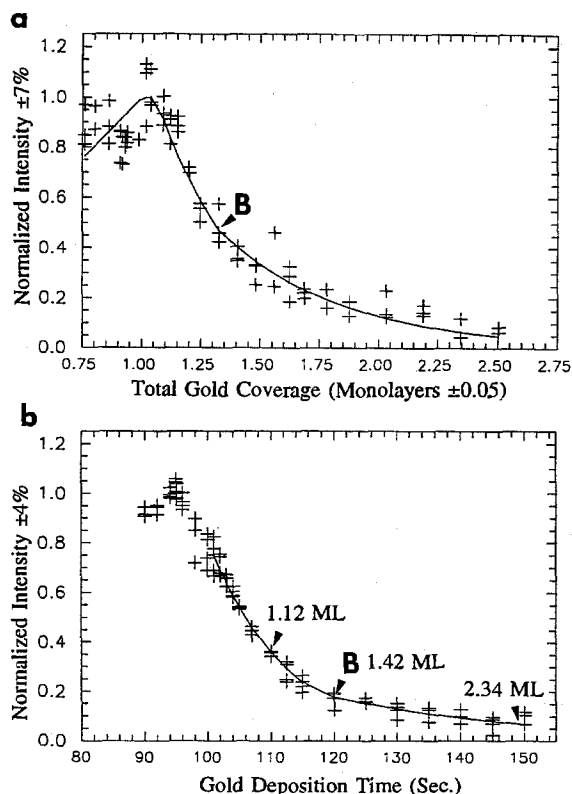 a
Normalized Intensity ±7%
1.2
1.0
0.8
0.6
0.4
0.2
0.0
B
0.75 1.00 1.25 1.50 1.75 2.00 2.25 2.50 2.75
Total Gold Coverage (Monolayers ±0.05)
b
Normalized Intensity ±4%
1.2
1.0
0.8
0.6
0.4
0.2
0.0
1.12 ML
B 1.42 ML
2.34 ML
80 90 100 110 120 130 140 150
Gold Deposition Time (Sec.)